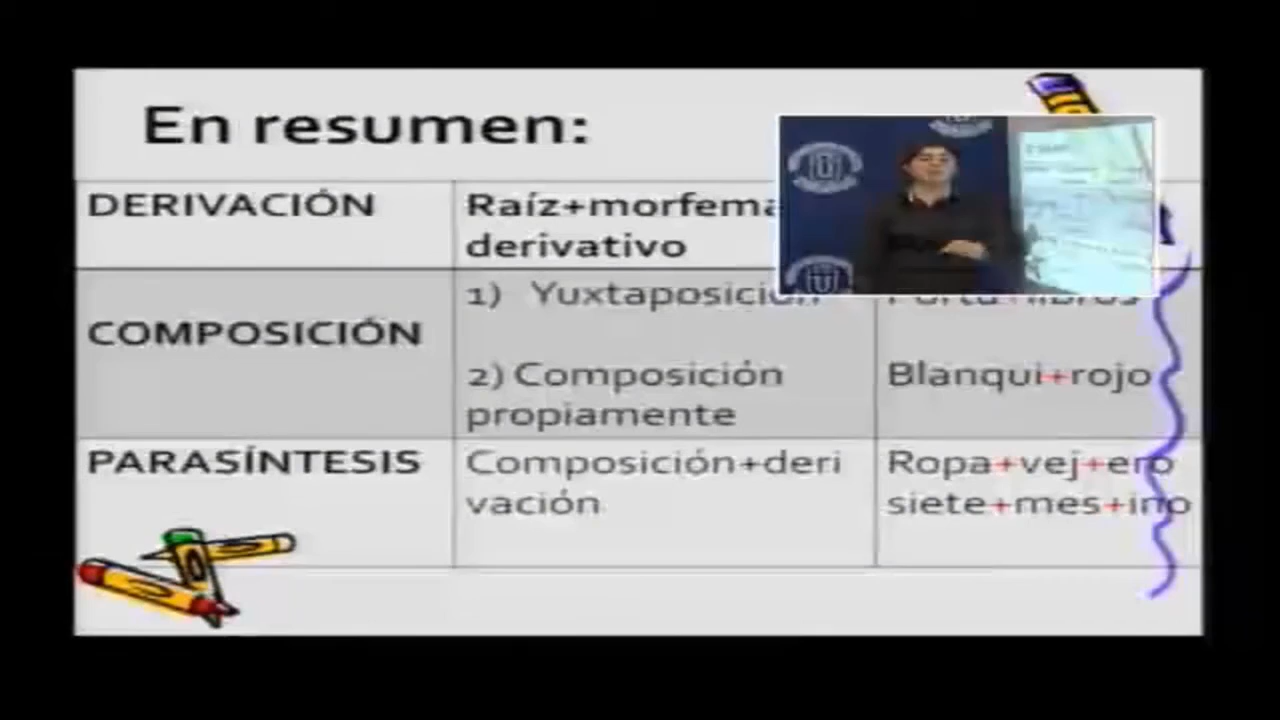 En resumen:
DERIVACIÓN
Raíz+morfema
derivativo
COMPOSICIÓN
1) Yuxtaposición
2) Composición
propiamente
Blanqui+rojo
PARASÍNTESIS
Composición+deri
vación
Ropa+vej+ero
siete+mes+ino